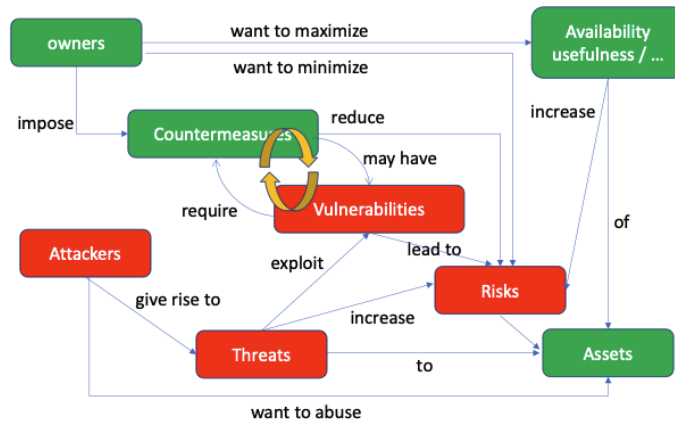 want to maximize
owners
Availability
usefulness / ...
want to minimize
impose
Countermeasures
reduce
increase
may have
require
Vulnerabilities
Attackers
exploit
lead to
of
give rise to
increase
Risks
Threats
to
Assets
want to abuse